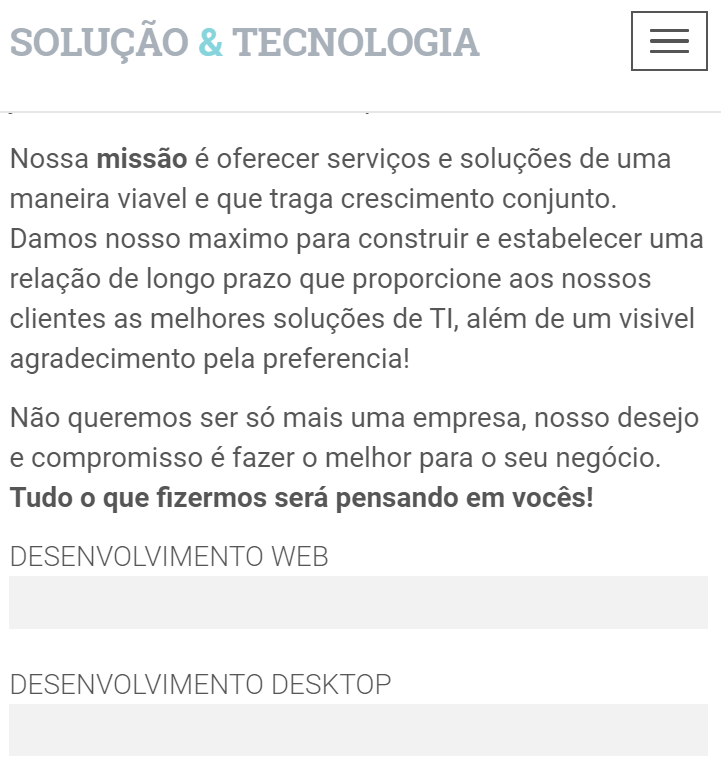 SOLUÇÃO & TECNOLOGIA
Nossa missão é oferecer serviços e soluções de uma
maneira viavel e que traga crescimento conjunto.
Damos nosso maximo para construir e estabelecer uma
relação de longo prazo que proporcione aos nossos
clientes as melhores soluções de TI, além de um visivel
agradecimento pela preferencia!
Não queremos ser só mais uma empresa, nosso desejo
e compromisso é fazer o melhor para o seu negócio.
Tudo o que fizermos será pensando em vocês!
DESENVOLVIMENTO WEB
DESENVOLVIMENTO DESKTOP